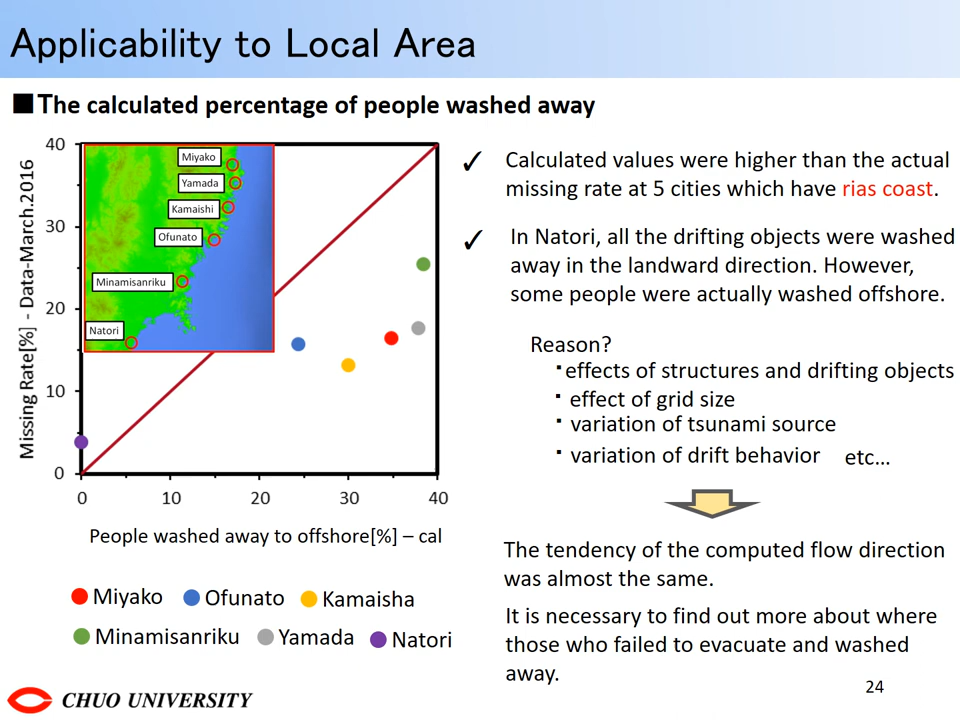 Applicability to Local Area
■The calculated percentage of people washed away
Missing Rate[%] - Data-March.2016
40
30
20
10
0
0 10 20 30 40
People washed away to offshore[%] – cal
Miyako
Yamada
Kamaishi
Ofunato
Minamisanriku
Natori
Miyako Ofunato Kamaisha
Minamisanriku Yamada Natori
✓ Calculated values were higher than the actual
missing rate at 5 cities which have rias coast.
✓ In Natori, all the drifting objects were washed
away in the landward direction. However,
some people were actually washed offshore.
Reason?
・effects of structures and drifting objects
・effect of grid size
・variation of tsunami source
・variation of drift behavior etc...
The tendency of the computed flow direction
was almost the same.
It is necessary to find out more about where
those who failed to evacuate and washed
away.
CHUO UNIVERSITY
24